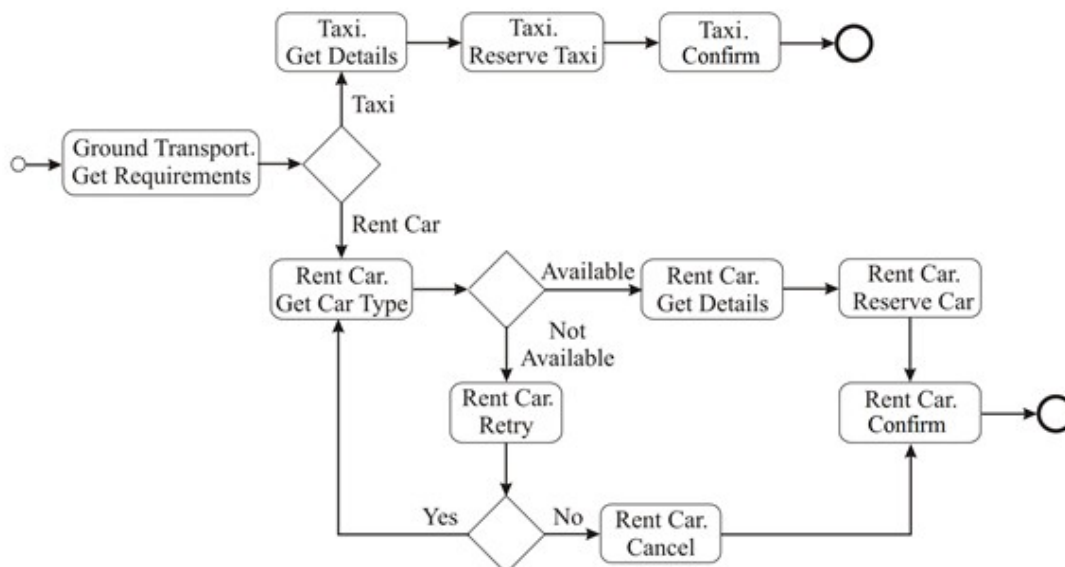 Taxi.
Get Details
Taxi.
Reserve Taxi
Taxi.
Confirm
Taxi
Ground Transport.
Get Requirements
Rent Car
Rent Car.
Get Car Type
Available
Rent Car.
Get Details
Rent Car.
Reserve Car
Not
Available
Rent Car.
Retry
Rent Car.
Confirm
Yes
No
Rent Car.
Cancel